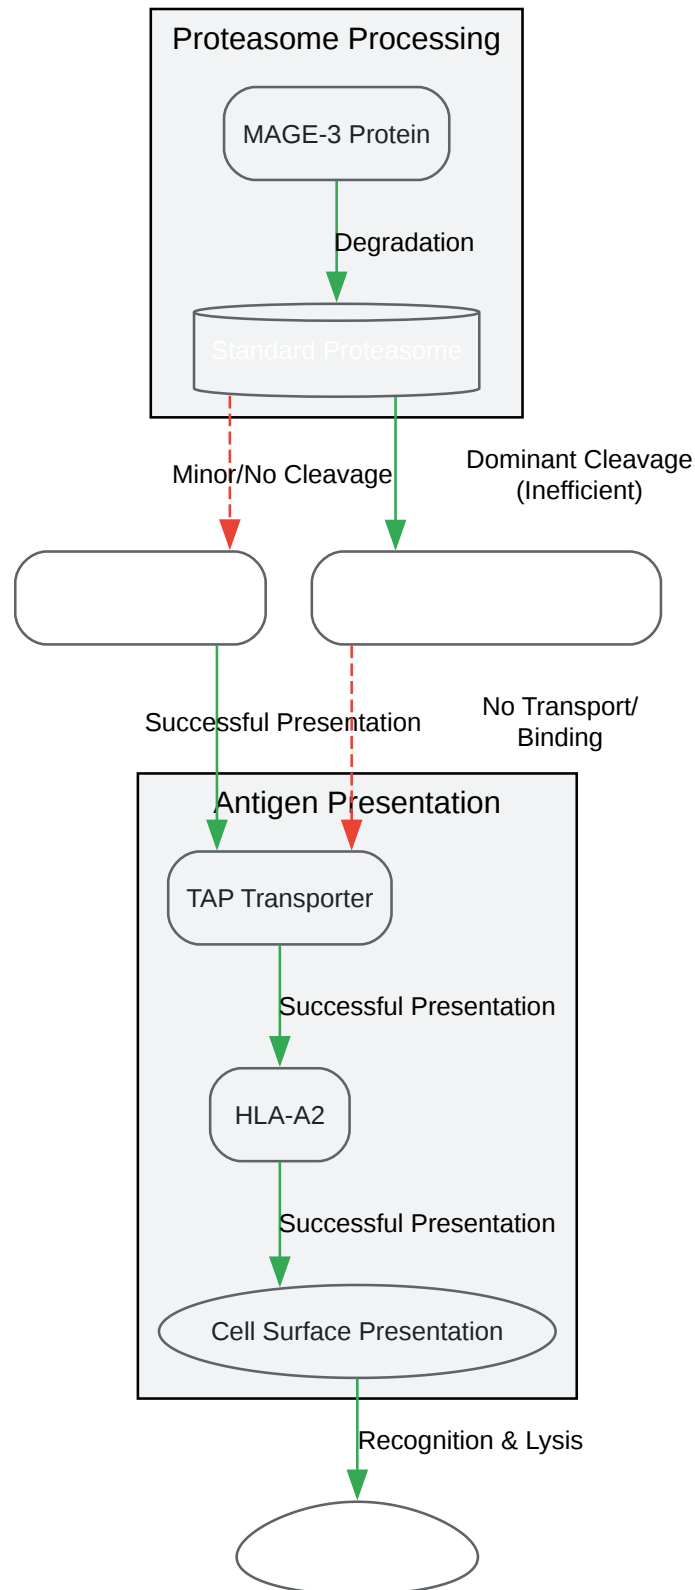 Proteasome Processing
MAGE-3 Protein
Degradation
Standard Proteasome
Minor/No Cleavage
Dominant Cleavage
(Inefficient)
Successful Presentation
No Transport/
Binding
Antigen Presentation
TAP Transporter
Successful Presentation
HLA-A2
Successful Presentation
Cell Surface Presentation
Recognition & Lysis